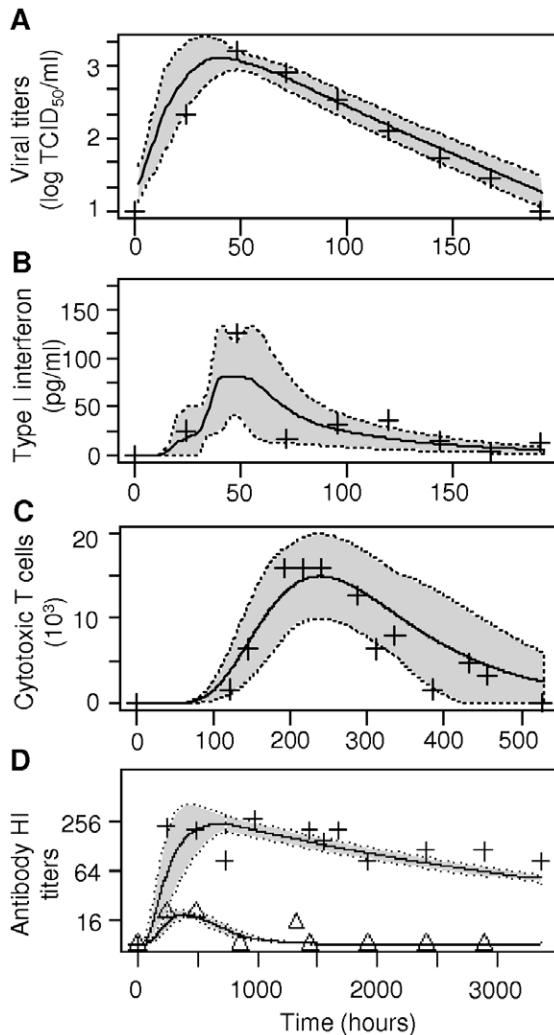 A
Viral titers
(log TCID50/ml)
3
2
1
0 50 100 150
B
Type I interferon
(pg/ml)
150
100
50
0
0 50 100 150
C
Cytotoxic T cells
(10³)
20
10
0
0 100 200 300 400 500
D
Antibody HI
titers
256
64
16
0 1000 2000 3000
Time (hours)